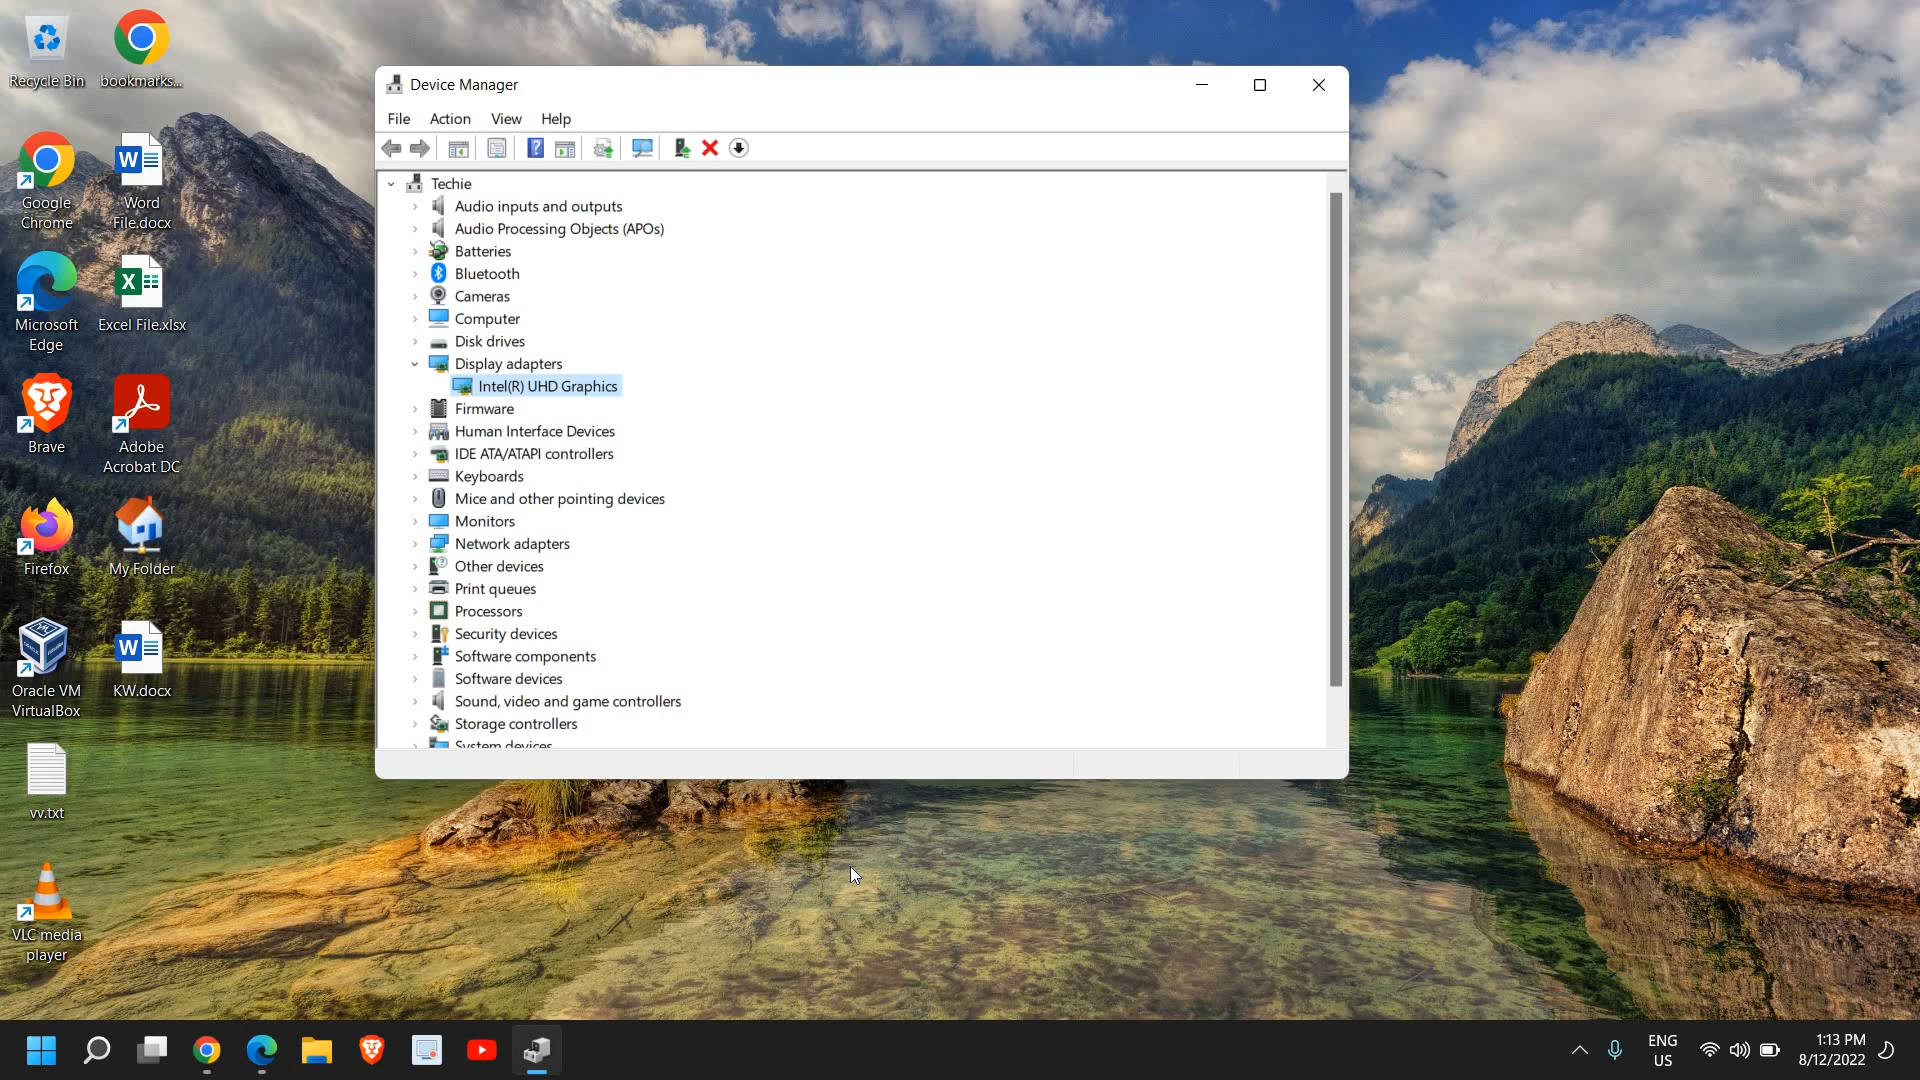 Recycle Bin
bookmarks...
Google
Chrome
Word
File.docx
Microsoft
Edge
Excel File.xlsx
Brave
Adobe
Acrobat DC
Firefox
My Folder
Oracle VM
VirtualBox
KW.docx
vv.txt
VLC media
player
Device Manager
File Action View Help
Techie
Audio inputs and outputs
Audio Processing Objects (APOs)
Batteries
Bluetooth
Cameras
Computer
Disk drives
Display adapters
Intel(R) UHD Graphics
Firmware
Human Interface Devices
IDE ATA/ATAPI controllers
Keyboards
Mice and other pointing devices
Monitors
Network adapters
Other devices
Print queues
Processors
Security devices
Software components
Software devices
Sound, video and game controllers
Storage controllers
System devices
ENG
US
1:13 PM
8/12/2022